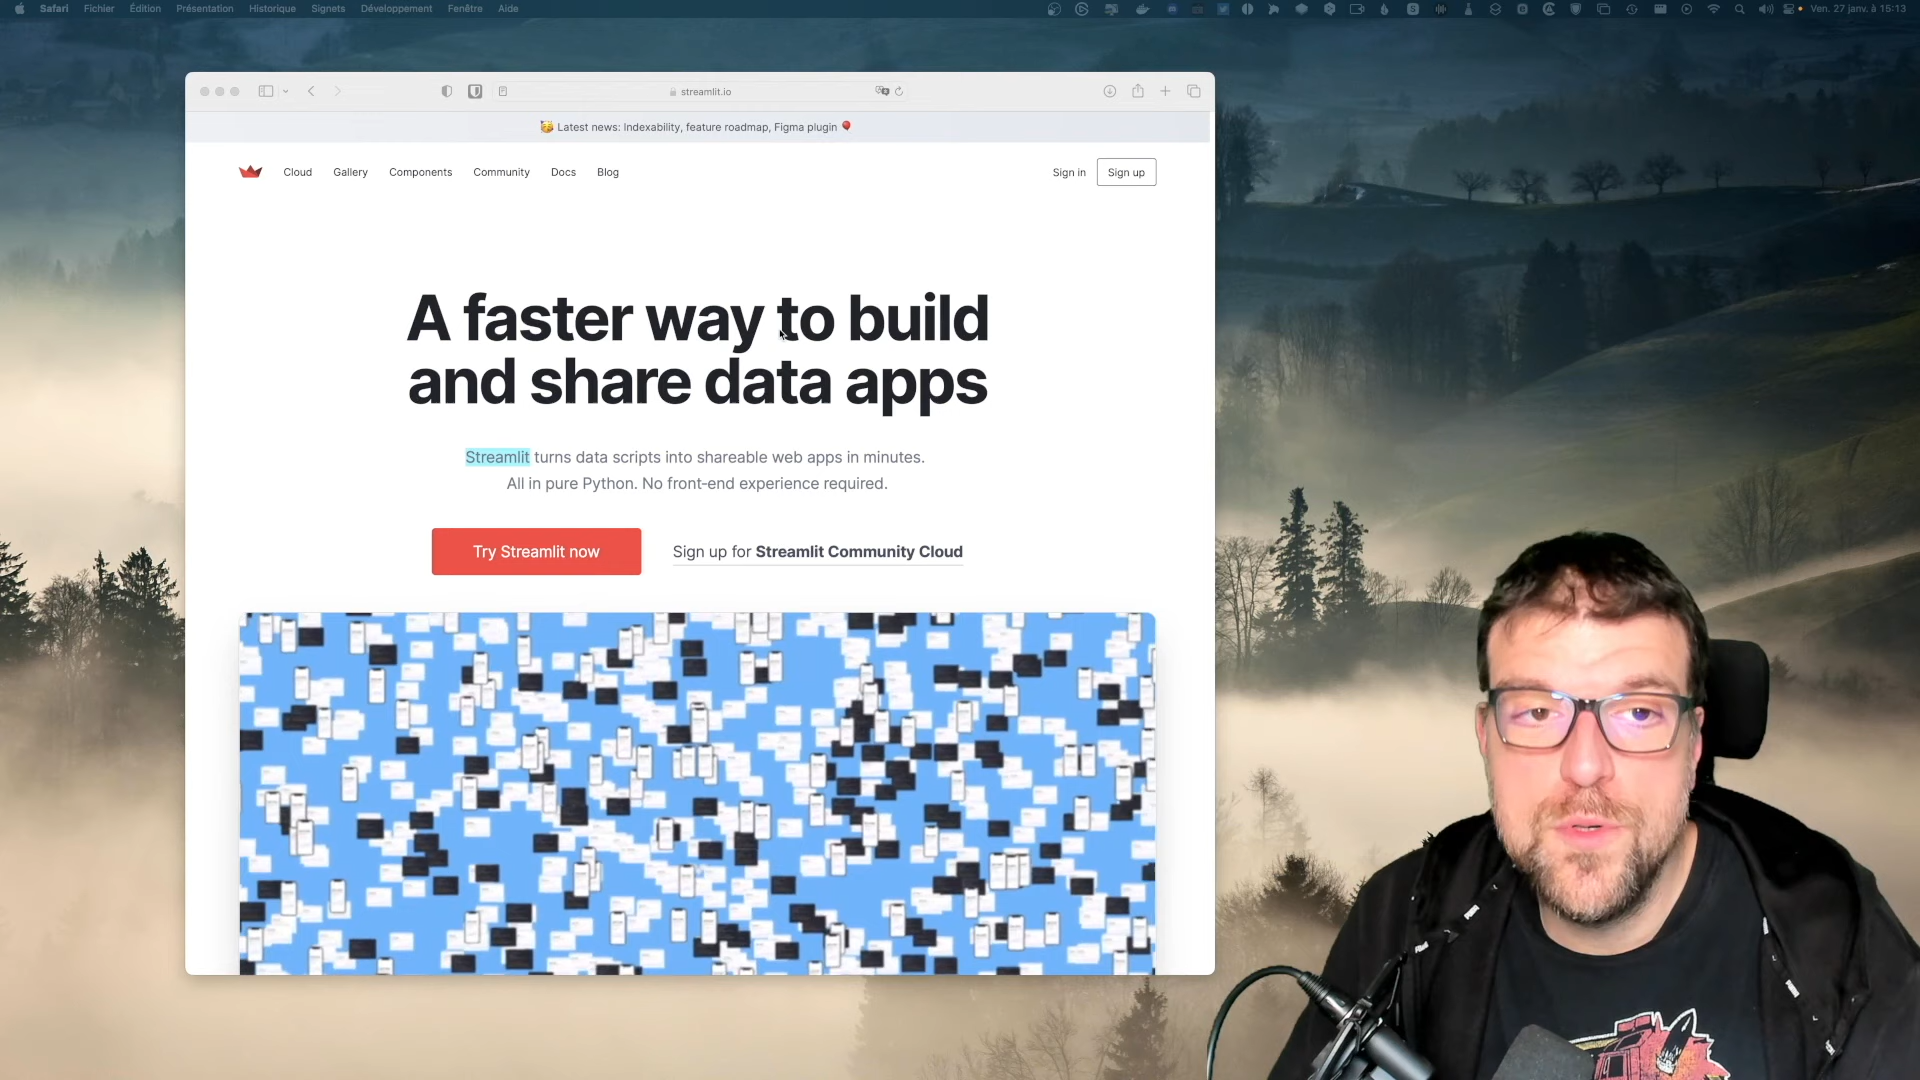 Safari Fichier Édition Présentation Historique Signets Développement Fenêtre Aide
Ven. 27 janv. à 15:13
streamlit.io
Latest news: Indexability, feature roadmap, Figma plugin
Cloud Gallery Components Community Docs Blog
Sign in Sign up
A faster way to build
and share data apps
Streamlit turns data scripts into shareable web apps in minutes.
All in pure Python. No front-end experience required.
Try Streamlit now
Sign up for Streamlit Community Cloud